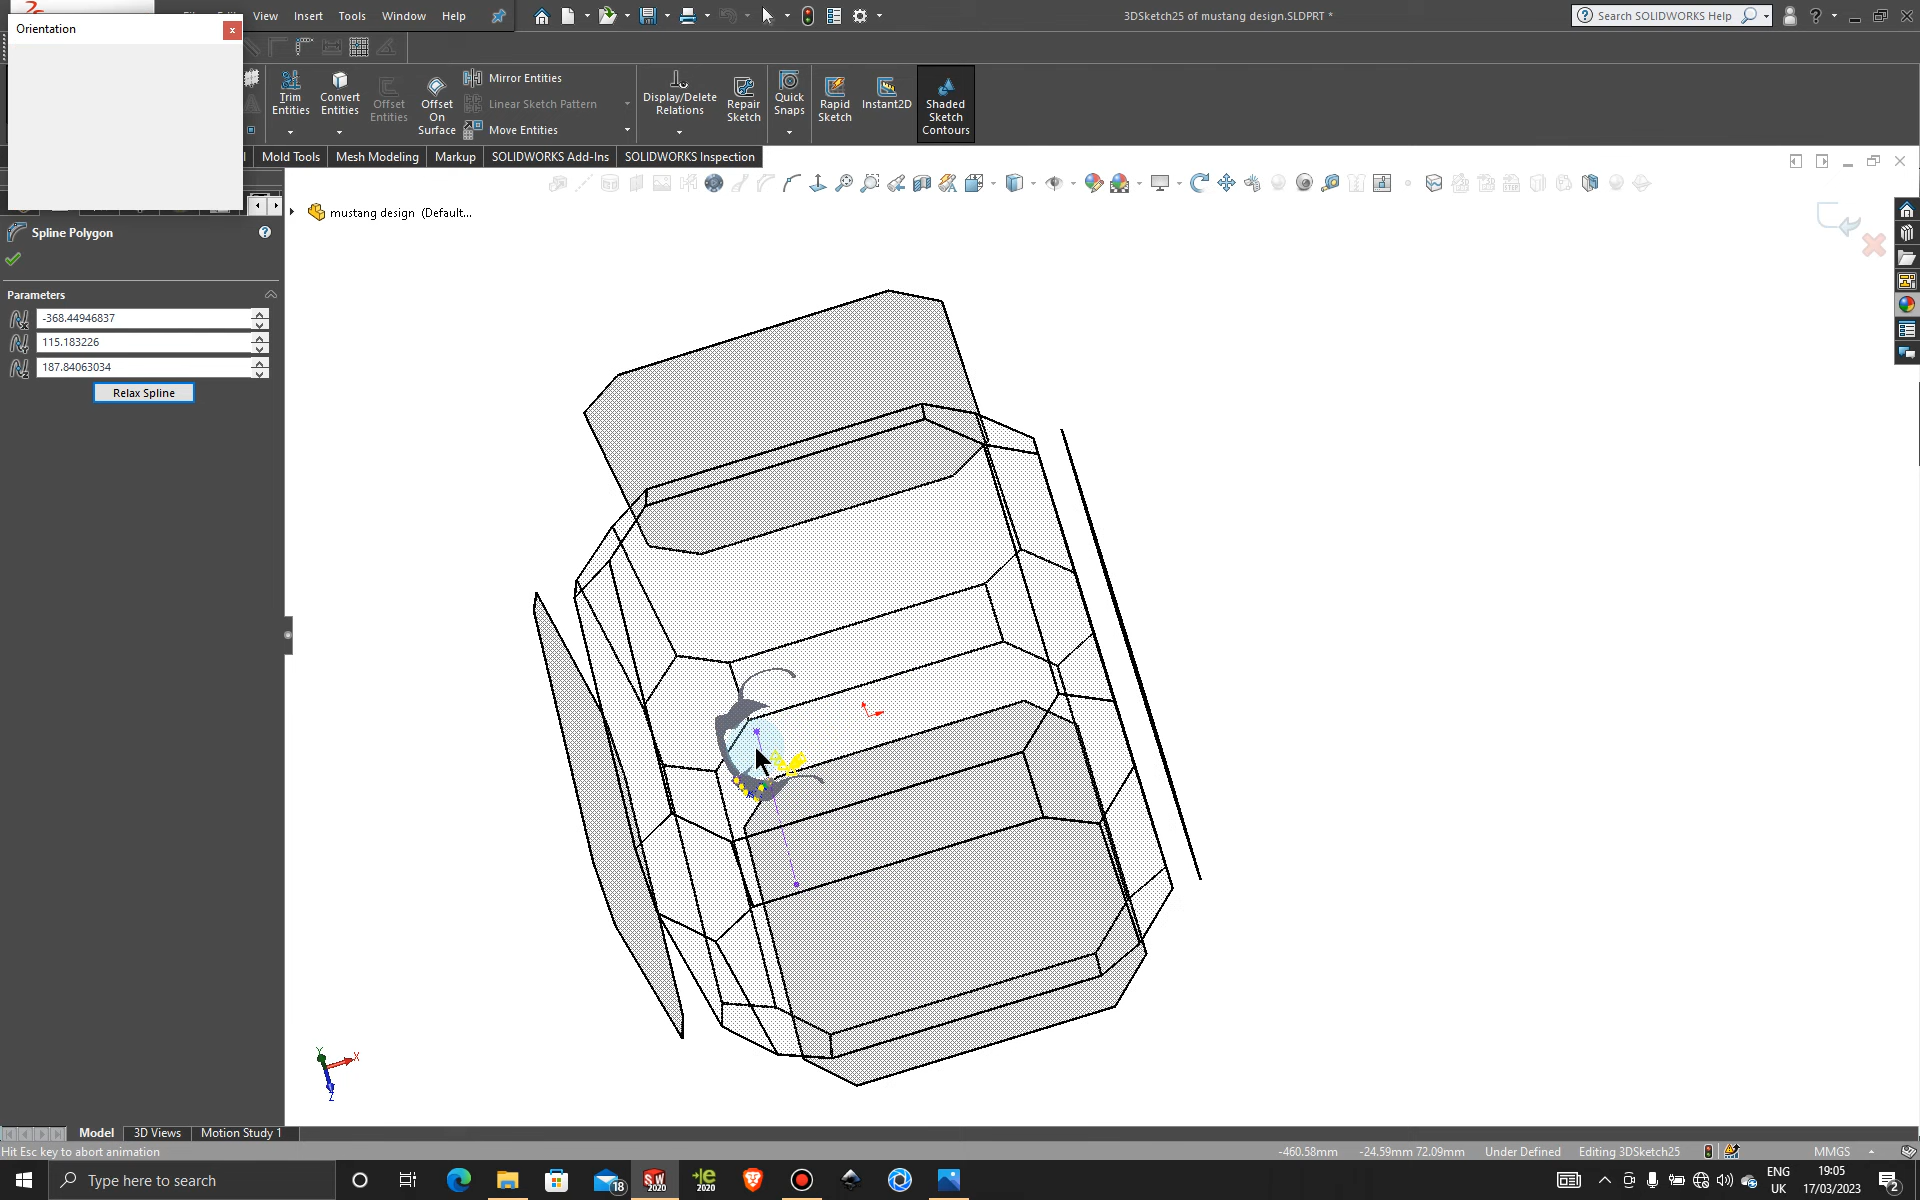 View Insert Tools Window Help
3DSketch25 of mustang design.SLDPRT *
Search SOLIDWORKS Help
Orientation
Trim Entities
Convert Entities
Offset Entities
Offset On Surface
Mirror Entities
Linear Sketch Pattern
Move Entities
Display/Delete Relations
Repair Sketch
Quick Snaps
Rapid Sketch
Instant2D
Shaded Sketch Contours
Mold Tools Mesh Modeling Markup SOLIDWORKS Add-Ins SOLIDWORKS Inspection
mustang design (Default...
Spline Polygon
Parameters
-368.44946837
115.183226
187.84063034
Relax Spline
Y
X
Z
Model 3D Views Motion Study 1
Hit Esc key to abort animation
-460.58mm -24.59mm 72.09mm Under Defined Editing 3DSketch25 MMGS
Type here to search
18
SW 2020
2020
ENG
UK
19:05
17/03/2023
2